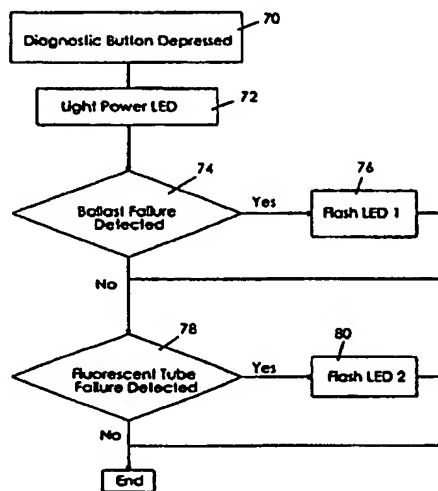 70
Diagnostic Button Depressed
72
Light Power LED
74
76
Ballast Failure
Detected
Yes
Flash LED 1
No
78
80
Fluorescent Tube
Failure Detected
Yes
Flash LED 2
No
End